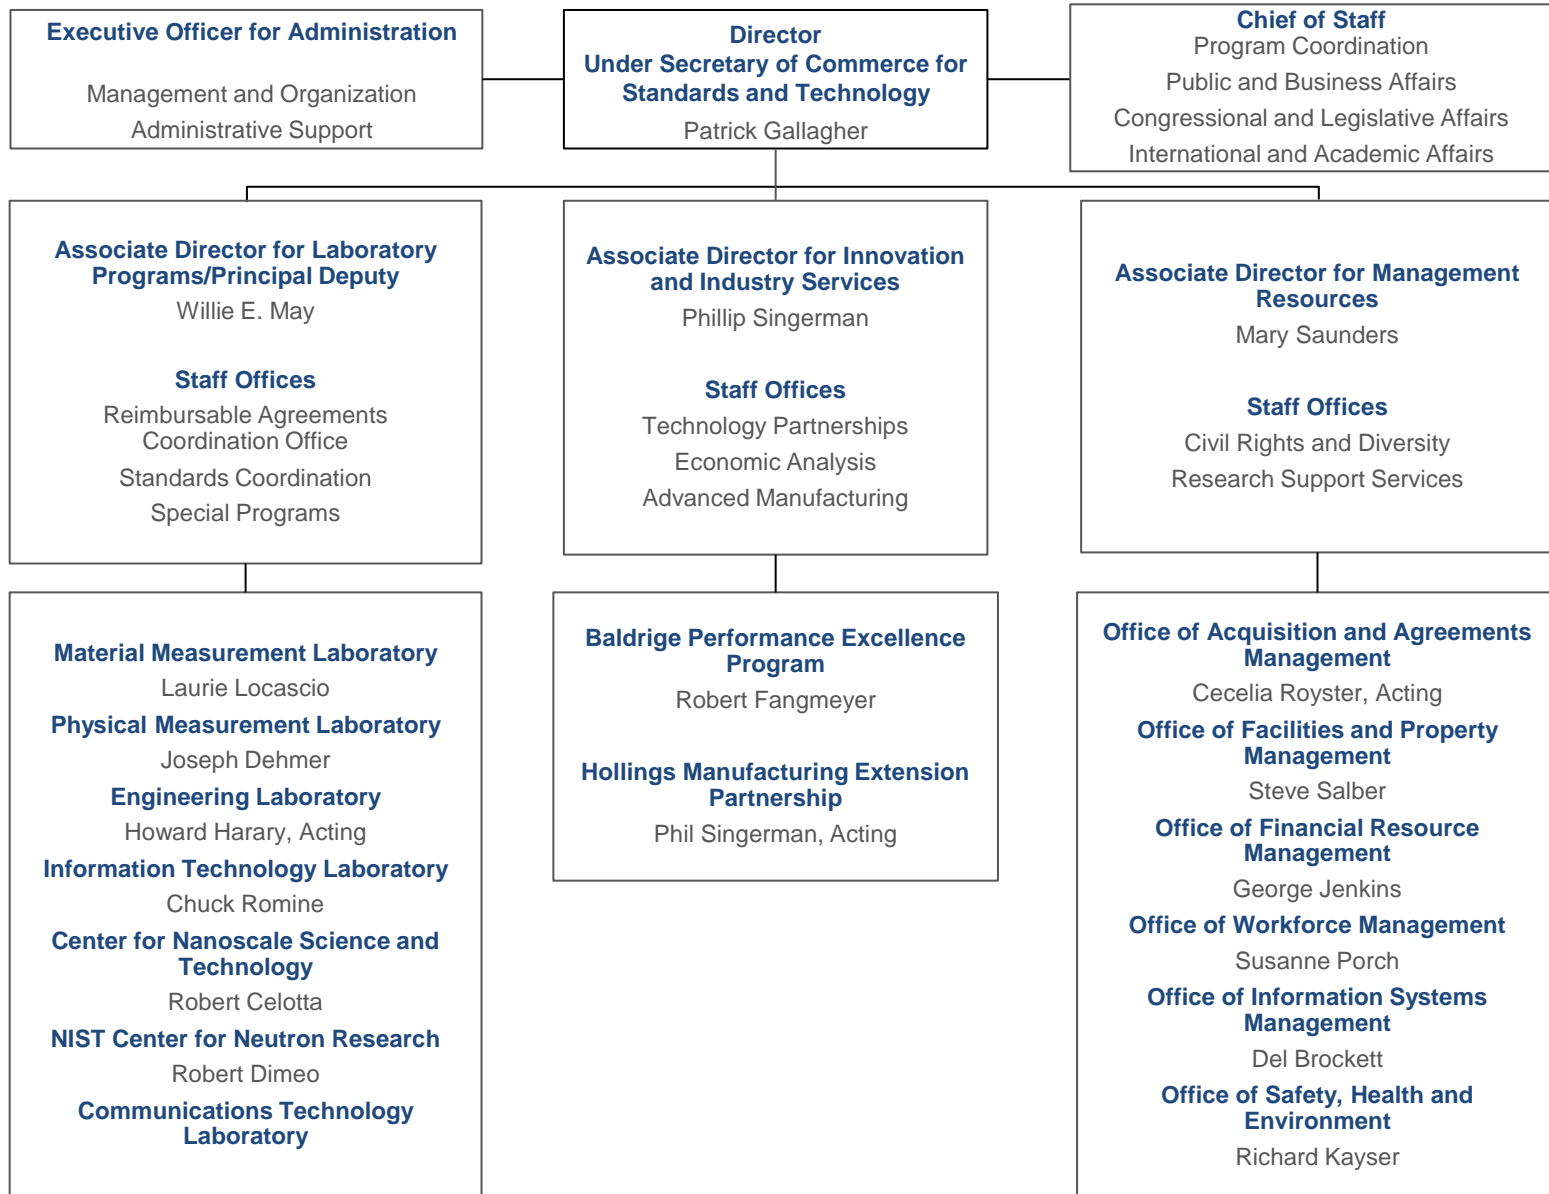 Executive Officer for Administration
Management and Organization
Administrative Support
Director
Under Secretary of Commerce for
Standards and Technology
Patrick Gallagher
Chief of Staff
Program Coordination
Public and Business Affairs
Congressional and Legislative Affairs
International and Academic Affairs
Associate Director for Laboratory
Programs/Principal Deputy
Willie E. May
Staff Offices
Reimbursable Agreements
Coordination Office
Standards Coordination
Special Programs
Associate Director for Innovation
and Industry Services
Phillip Singerman
Staff Offices
Technology Partnerships
Economic Analysis
Advanced Manufacturing
Associate Director for Management
Resources
Mary Saunders
Staff Offices
Civil Rights and Diversity
Research Support Services
Material Measurement Laboratory
Laurie Locascio
Physical Measurement Laboratory
Joseph Dehmer
Engineering Laboratory
Howard Harary, Acting
Information Technology Laboratory
Chuck Romine
Center for Nanoscale Science and
Technology
Robert Celotta
NIST Center for Neutron Research
Robert Dimeo
Communications Technology
Laboratory
Baldrige Performance Excellence
Program
Robert Fangmeyer
Hollings Manufacturing Extension
Partnership
Phil Singerman, Acting
Office of Acquisition and Agreements
Management
Cecelia Royster, Acting
Office of Facilities and Property
Management
Steve Salber
Office of Financial Resource
Management
George Jenkins
Office of Workforce Management
Susanne Porch
Office of Information Systems
Management
Del Brockett
Office of Safety, Health and
Environment
Richard Kayser